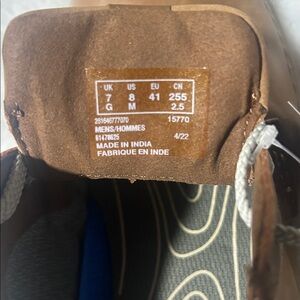 UK US EU CN
7 8 41 255
G M 2.5
261646777070 15770
MENS/HOMMES
61478625 4/22
MADE IN INDIA
FABRIQUE EN INDE